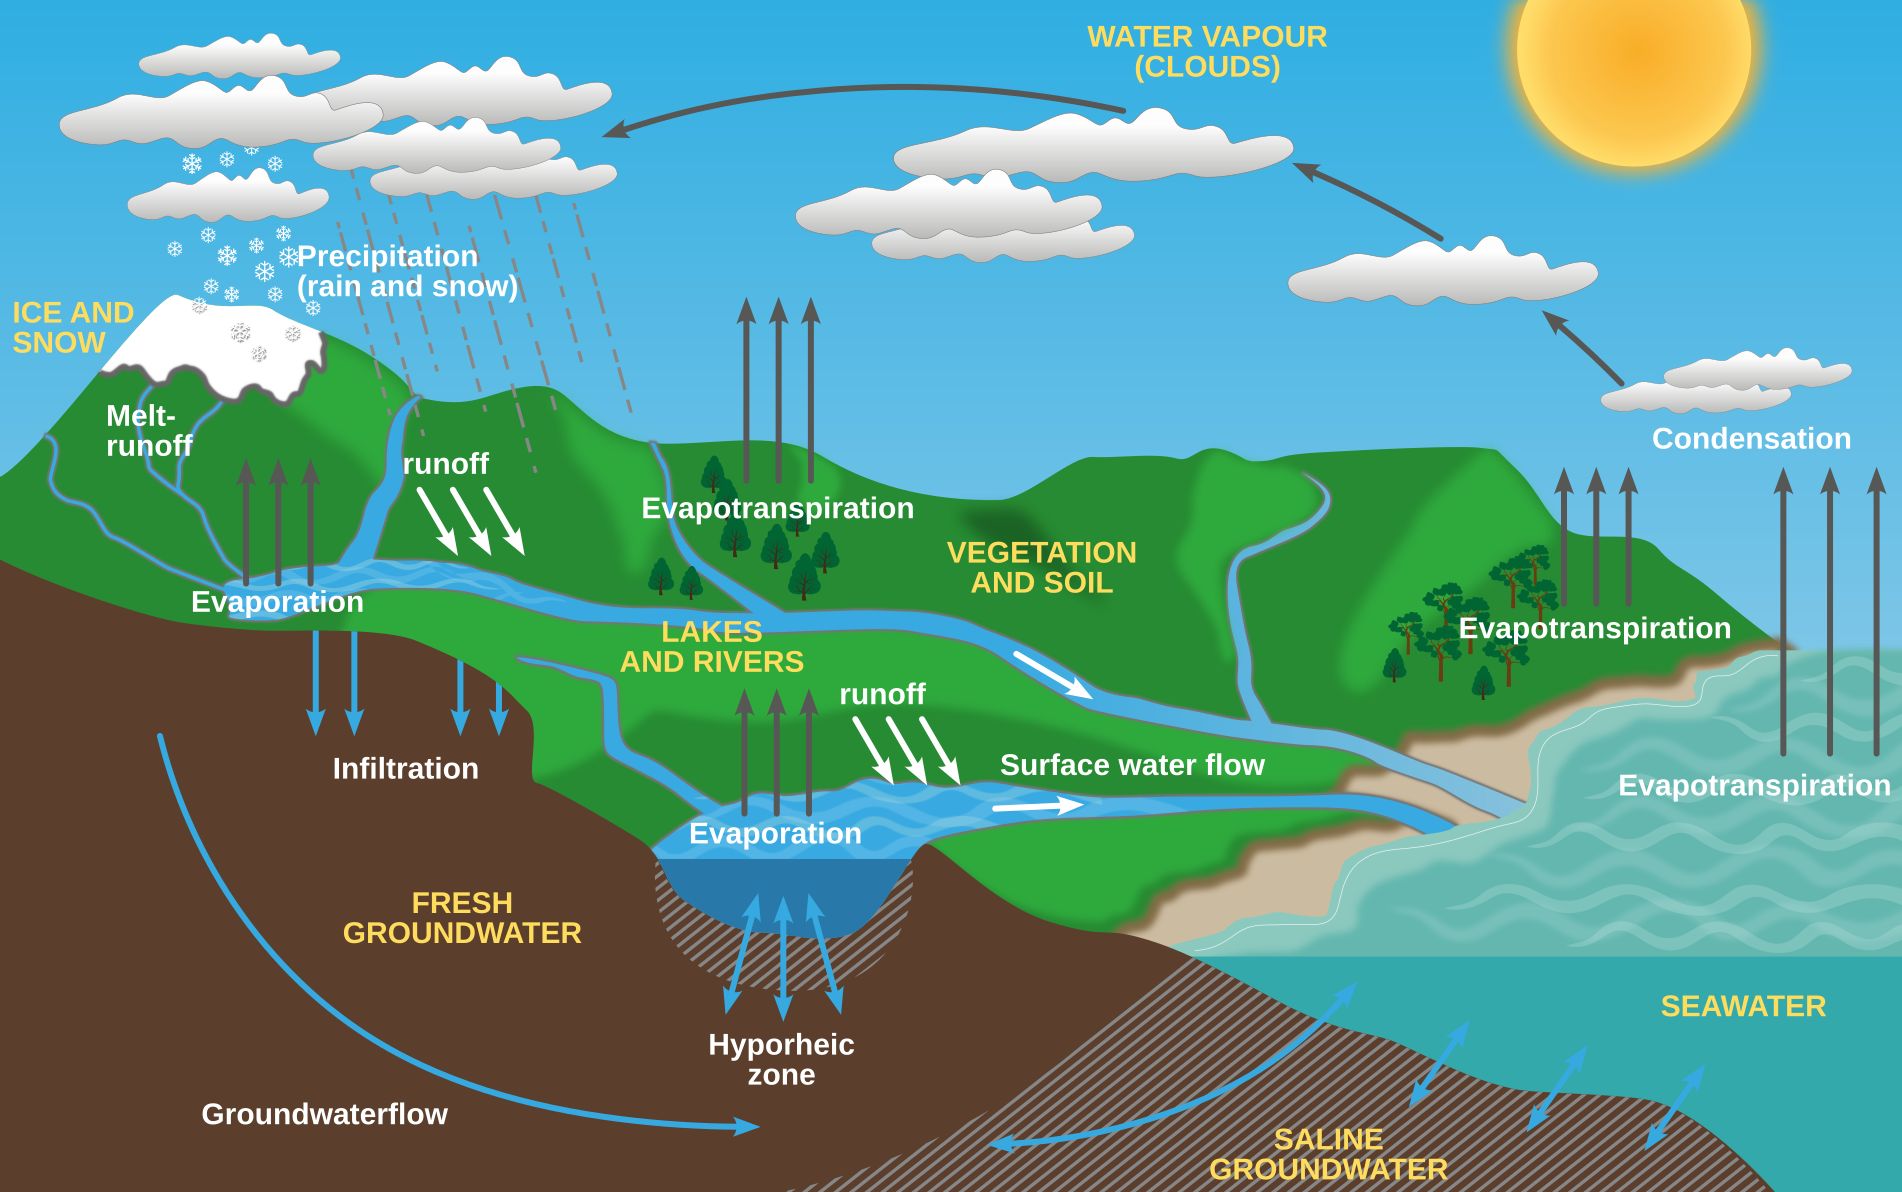 WATER VAPOUR
(CLOUDS)
Precipitation
(rain and snow)
ICE AND
SNOW
Melt-
runoff
Condensation
runoff
Evapotranspiration
VEGETATION
AND SOIL
Evaporation
LAKES
AND RIVERS
Evapotranspiration
runoff
Infiltration
Surface water flow
Evapotranspiration
Evaporation
FRESH
GROUNDWATER
SEAWATER
Hyporheic
zone
Groundwaterflow
SALINE
GROUNDWATER